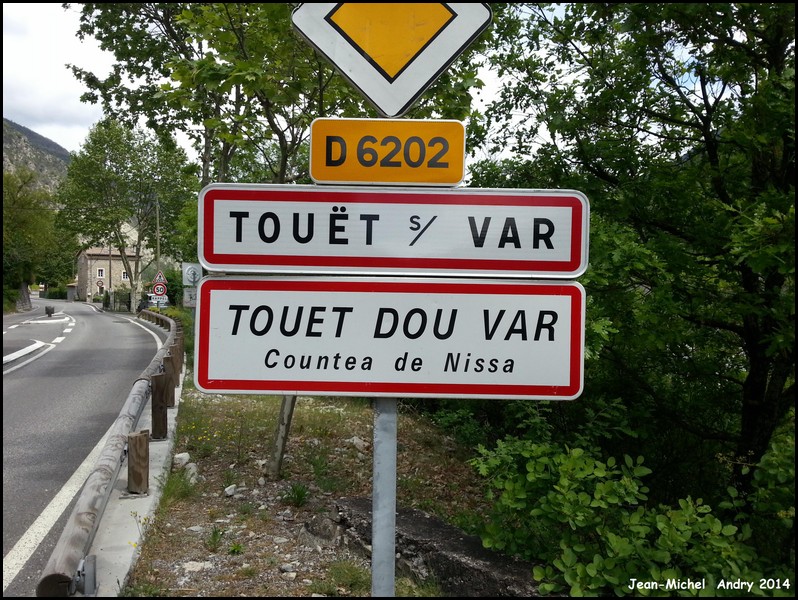 D 6202
TOUËT s/ VAR
TOUET DOU VAR
Countea de Nissa
50
Jean-Michel Andry 2014